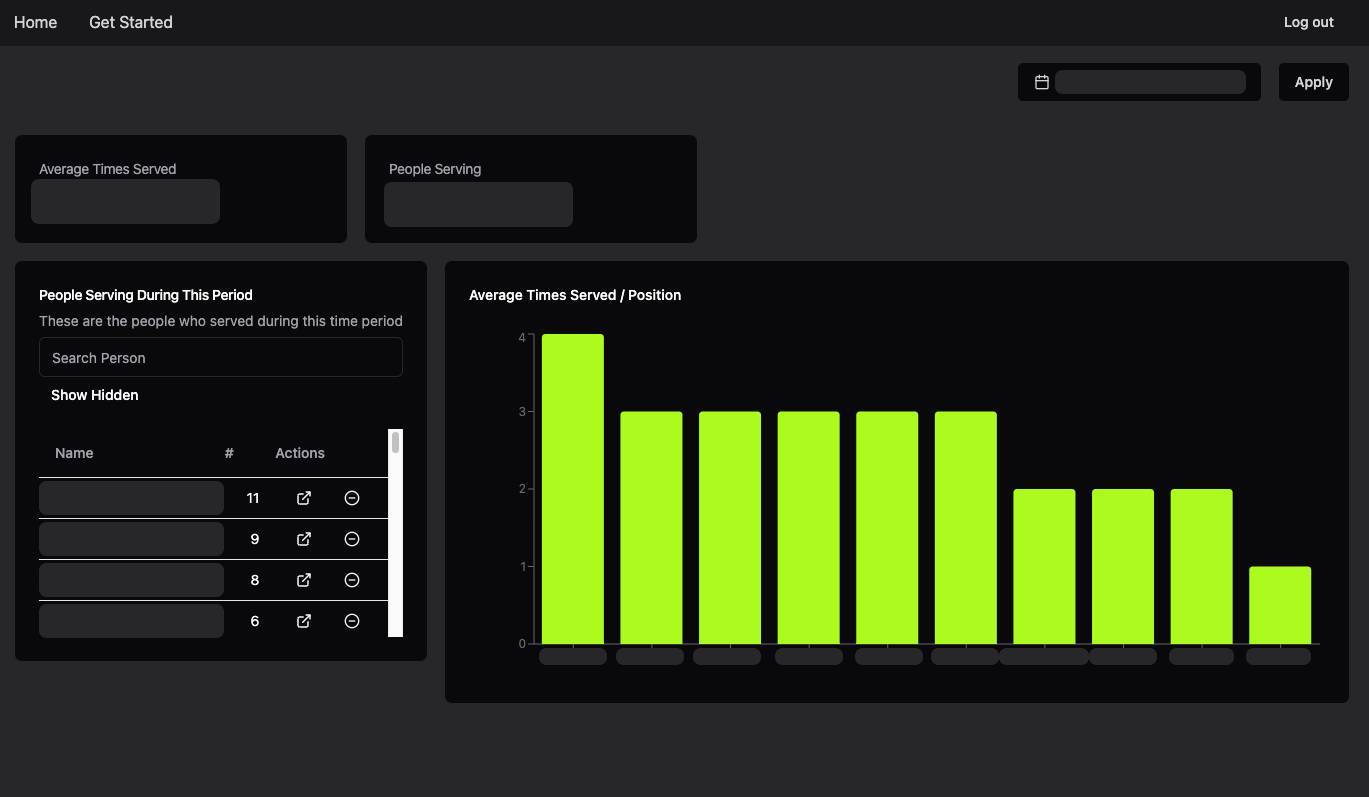 Home Get Started Log out
Apply
Average Times Served People Serving
People Serving During This Period
These are the people who served during this time period
Search Person
Show Hidden
Name # Actions
11
9
8
6
Average Times Served / Position
4
3
2
1
0